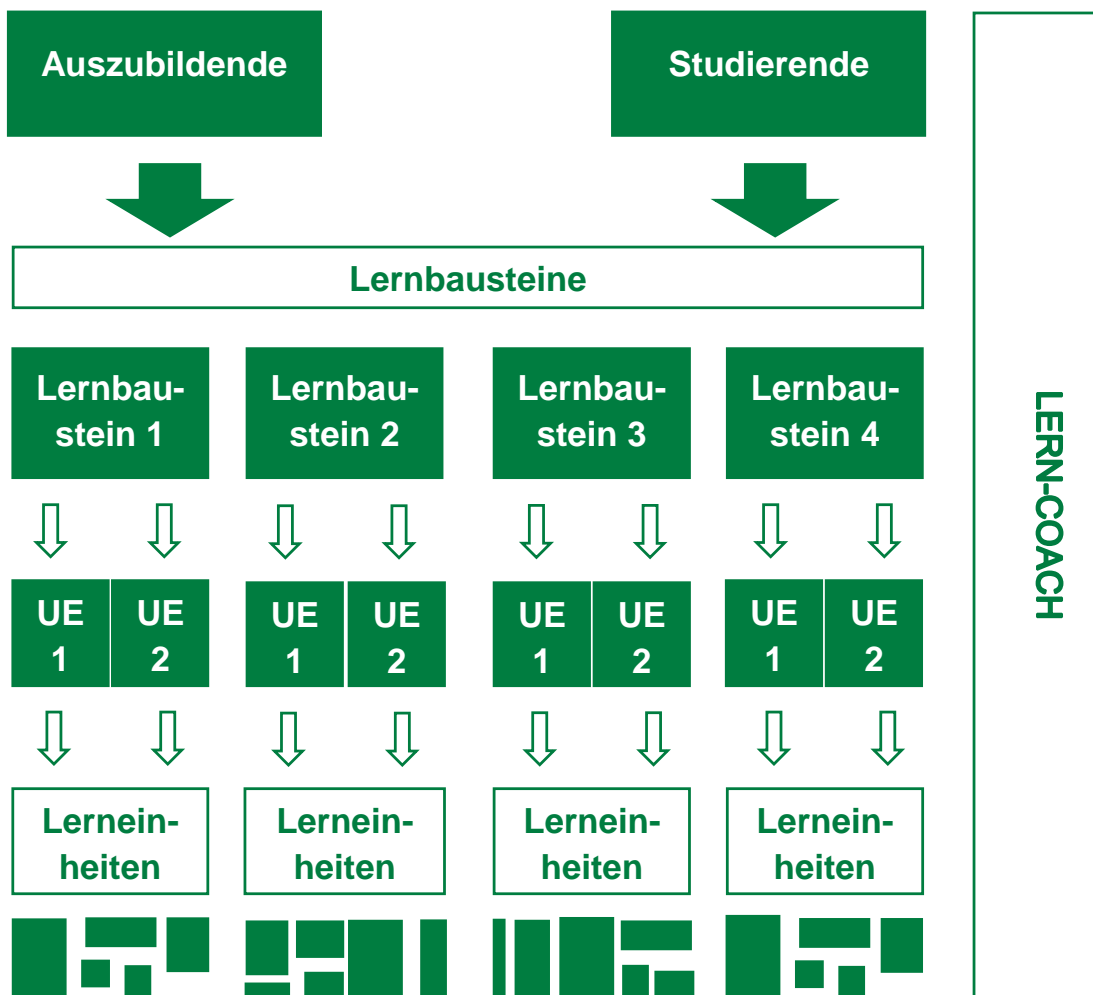 Auszubildende
Studierende
Lernbausteine
Lernbau-
stein 1
Lernbau-
stein 2
Lernbau-
stein 3
Lernbau-
stein 4
UE
1
UE
2
UE
1
UE
2
UE
1
UE
2
UE
1
UE
2
Lernein-
heiten
Lernein-
heiten
Lernein-
heiten
Lernein-
heiten
LERN-COACH